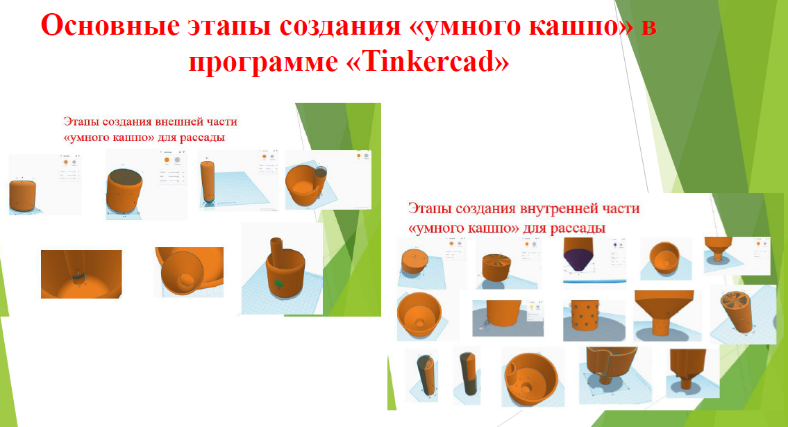 Основные этапы создания «умного кашпо» в
программе «Tinkercad»
Этапы создания внешней части
«умного кашпо» для рассады
Этапы создания внутренней части
«умного кашпо» для рассады